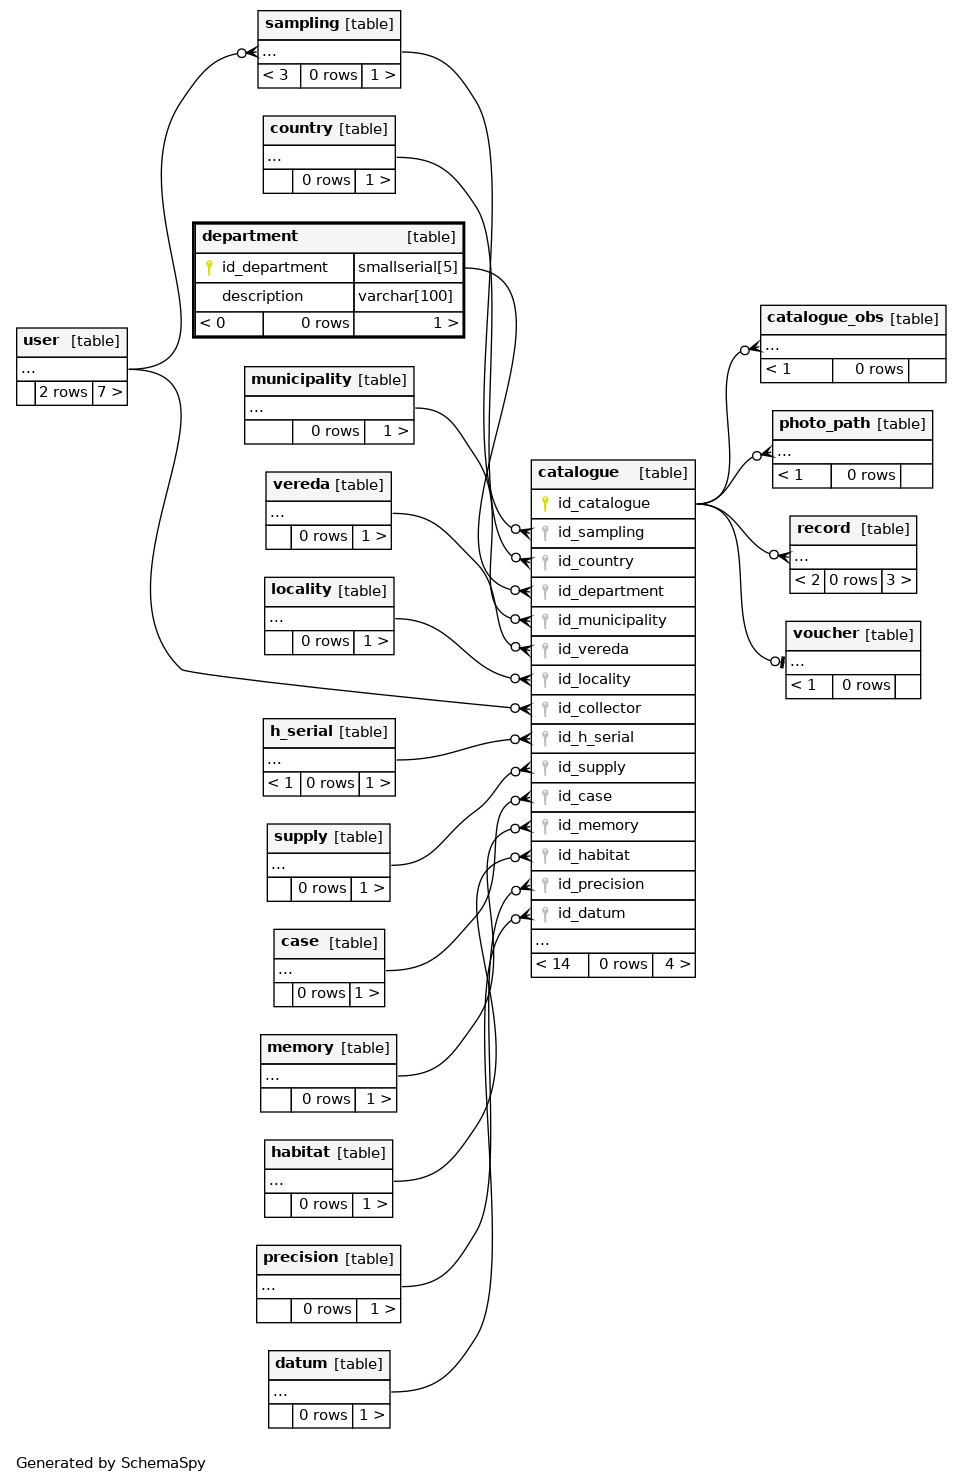 sampling [table]
...
< 3 0 rows 1 >
country [table]
...
0 rows 1 >
department [table]
id_department smallserial[5]
description varchar[100]
< 0 0 rows 1 >
user [table]
...
2 rows 7 >
municipality [table]
...
0 rows 1 >
vereda [table]
...
0 rows 1 >
locality [table]
...
0 rows 1 >
h_serial [table]
...
< 1 0 rows 1 >
supply [table]
...
0 rows 1 >
case [table]
...
0 rows 1 >
memory [table]
...
0 rows 1 >
habitat [table]
...
0 rows 1 >
precision [table]
...
0 rows 1 >
datum [table]
...
0 rows 1 >
catalogue [table]
id_catalogue
id_sampling
id_country
id_department
id_municipality
id_vereda
id_locality
id_collector
id_h_serial
id_supply
id_case
id_memory
id_habitat
id_precision
id_datum
...
< 14 0 rows 4 >
catalogue_obs [table]
...
< 1 0 rows
photo_path [table]
...
< 1 0 rows
record [table]
...
< 2 0 rows 3 >
voucher [table]
...
< 1 0 rows
Generated by SchemaSpy